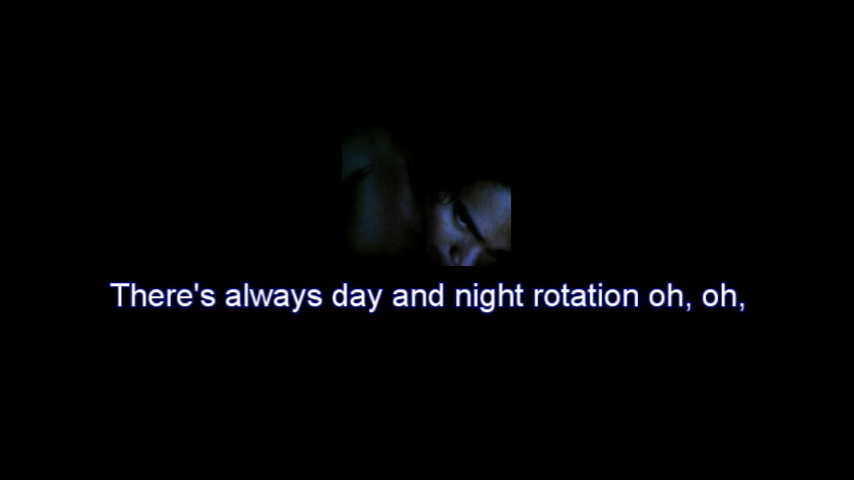 There's always day and night rotation oh, oh,